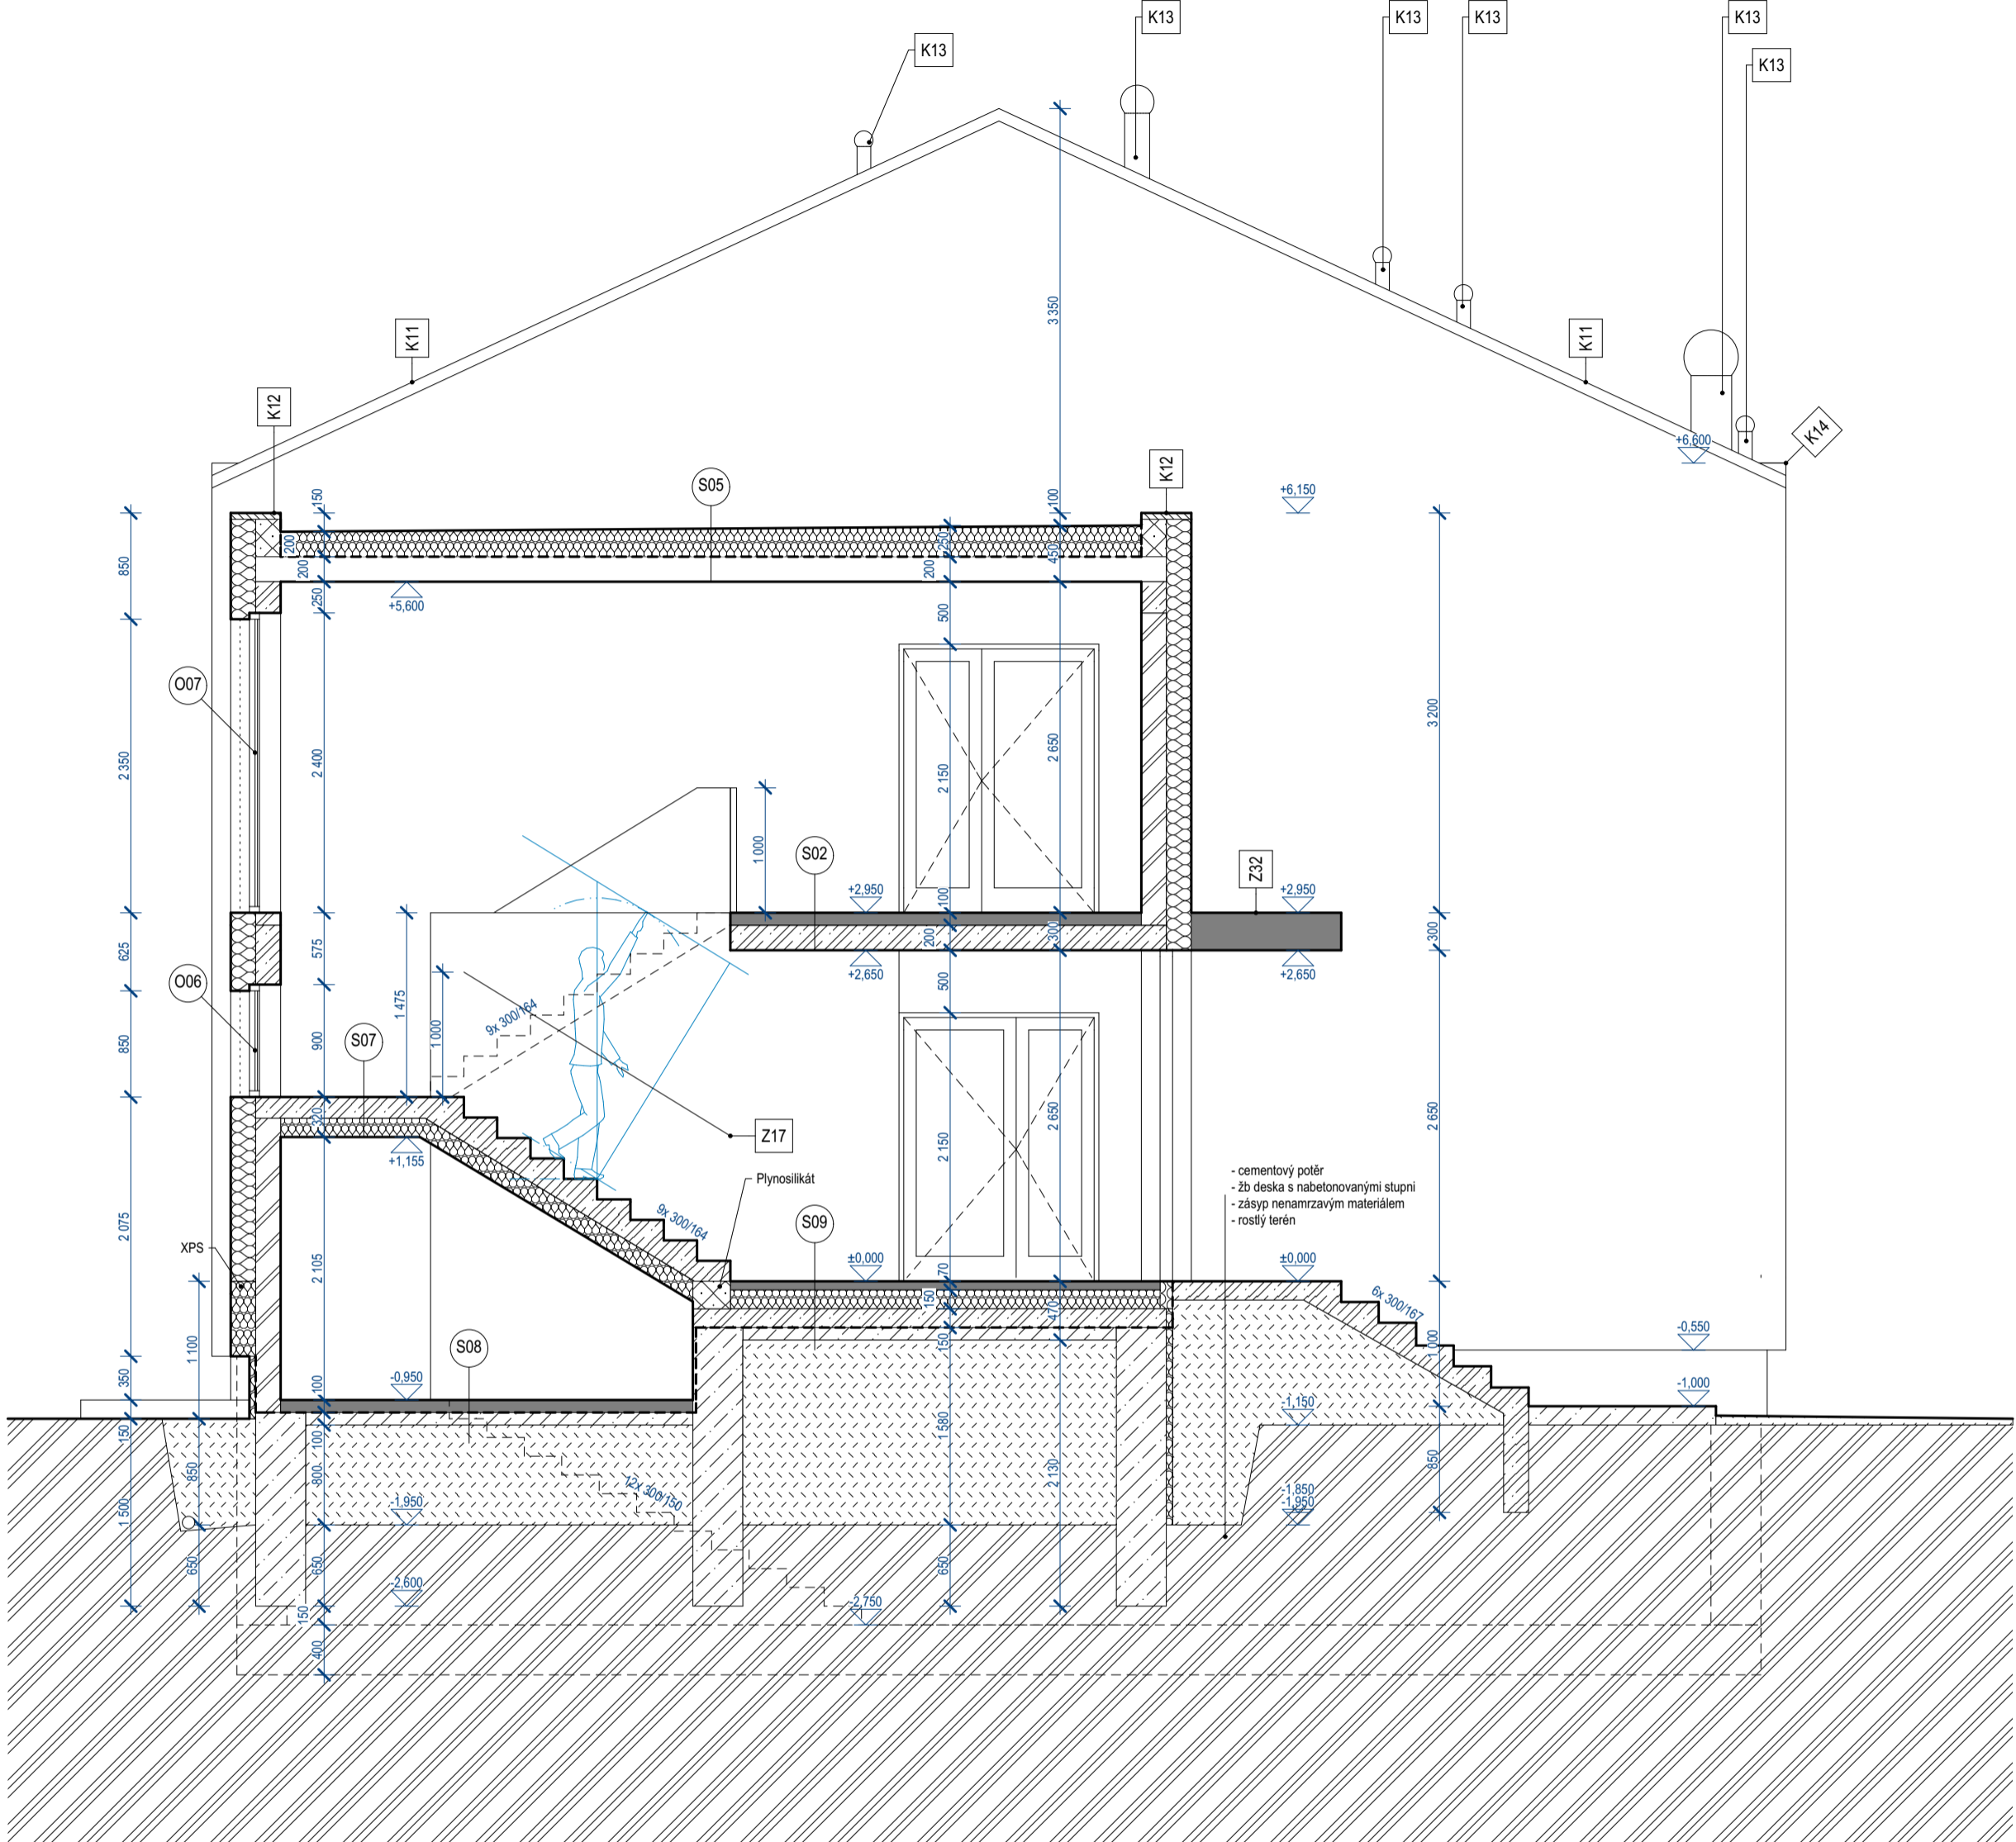 K13
K13
K13
K13
K13
K13
K11
K11
K12
K14
K12
+6,600
3 350
S05
+6,150
150
100
200
250
450
200
200
250
+5,600
850
500
O07
2 350
2 400
2 150
2 650
3 200
1 000
S02
Z32
+2,950
+2,950
100
200
300
300
+2,650
+2,650
625
575
1 475
1 000
500
O06
9x 300/164
850
900
S07
320
+1,155
Z17
2 150
2 650
2 650
Plynosilikát
- cementový potěr
- žb deska s nabetonovanými stupni
- zásyp nenamrzavým materiálem
- rostlý terén
2 075
XPS
2 105
9x 300/164
S09
±0,000
±0,000
70
150
470
6x 300/167
1 100
S08
150
1 000
-0,550
350
100
-0,950
-1,000
150
100
-1,150
850
800
1 580
2 130
850
1 500
-1,950
12x 300/150
-1,850
-1,950
650
650
650
-2,600
150
-2,750
400